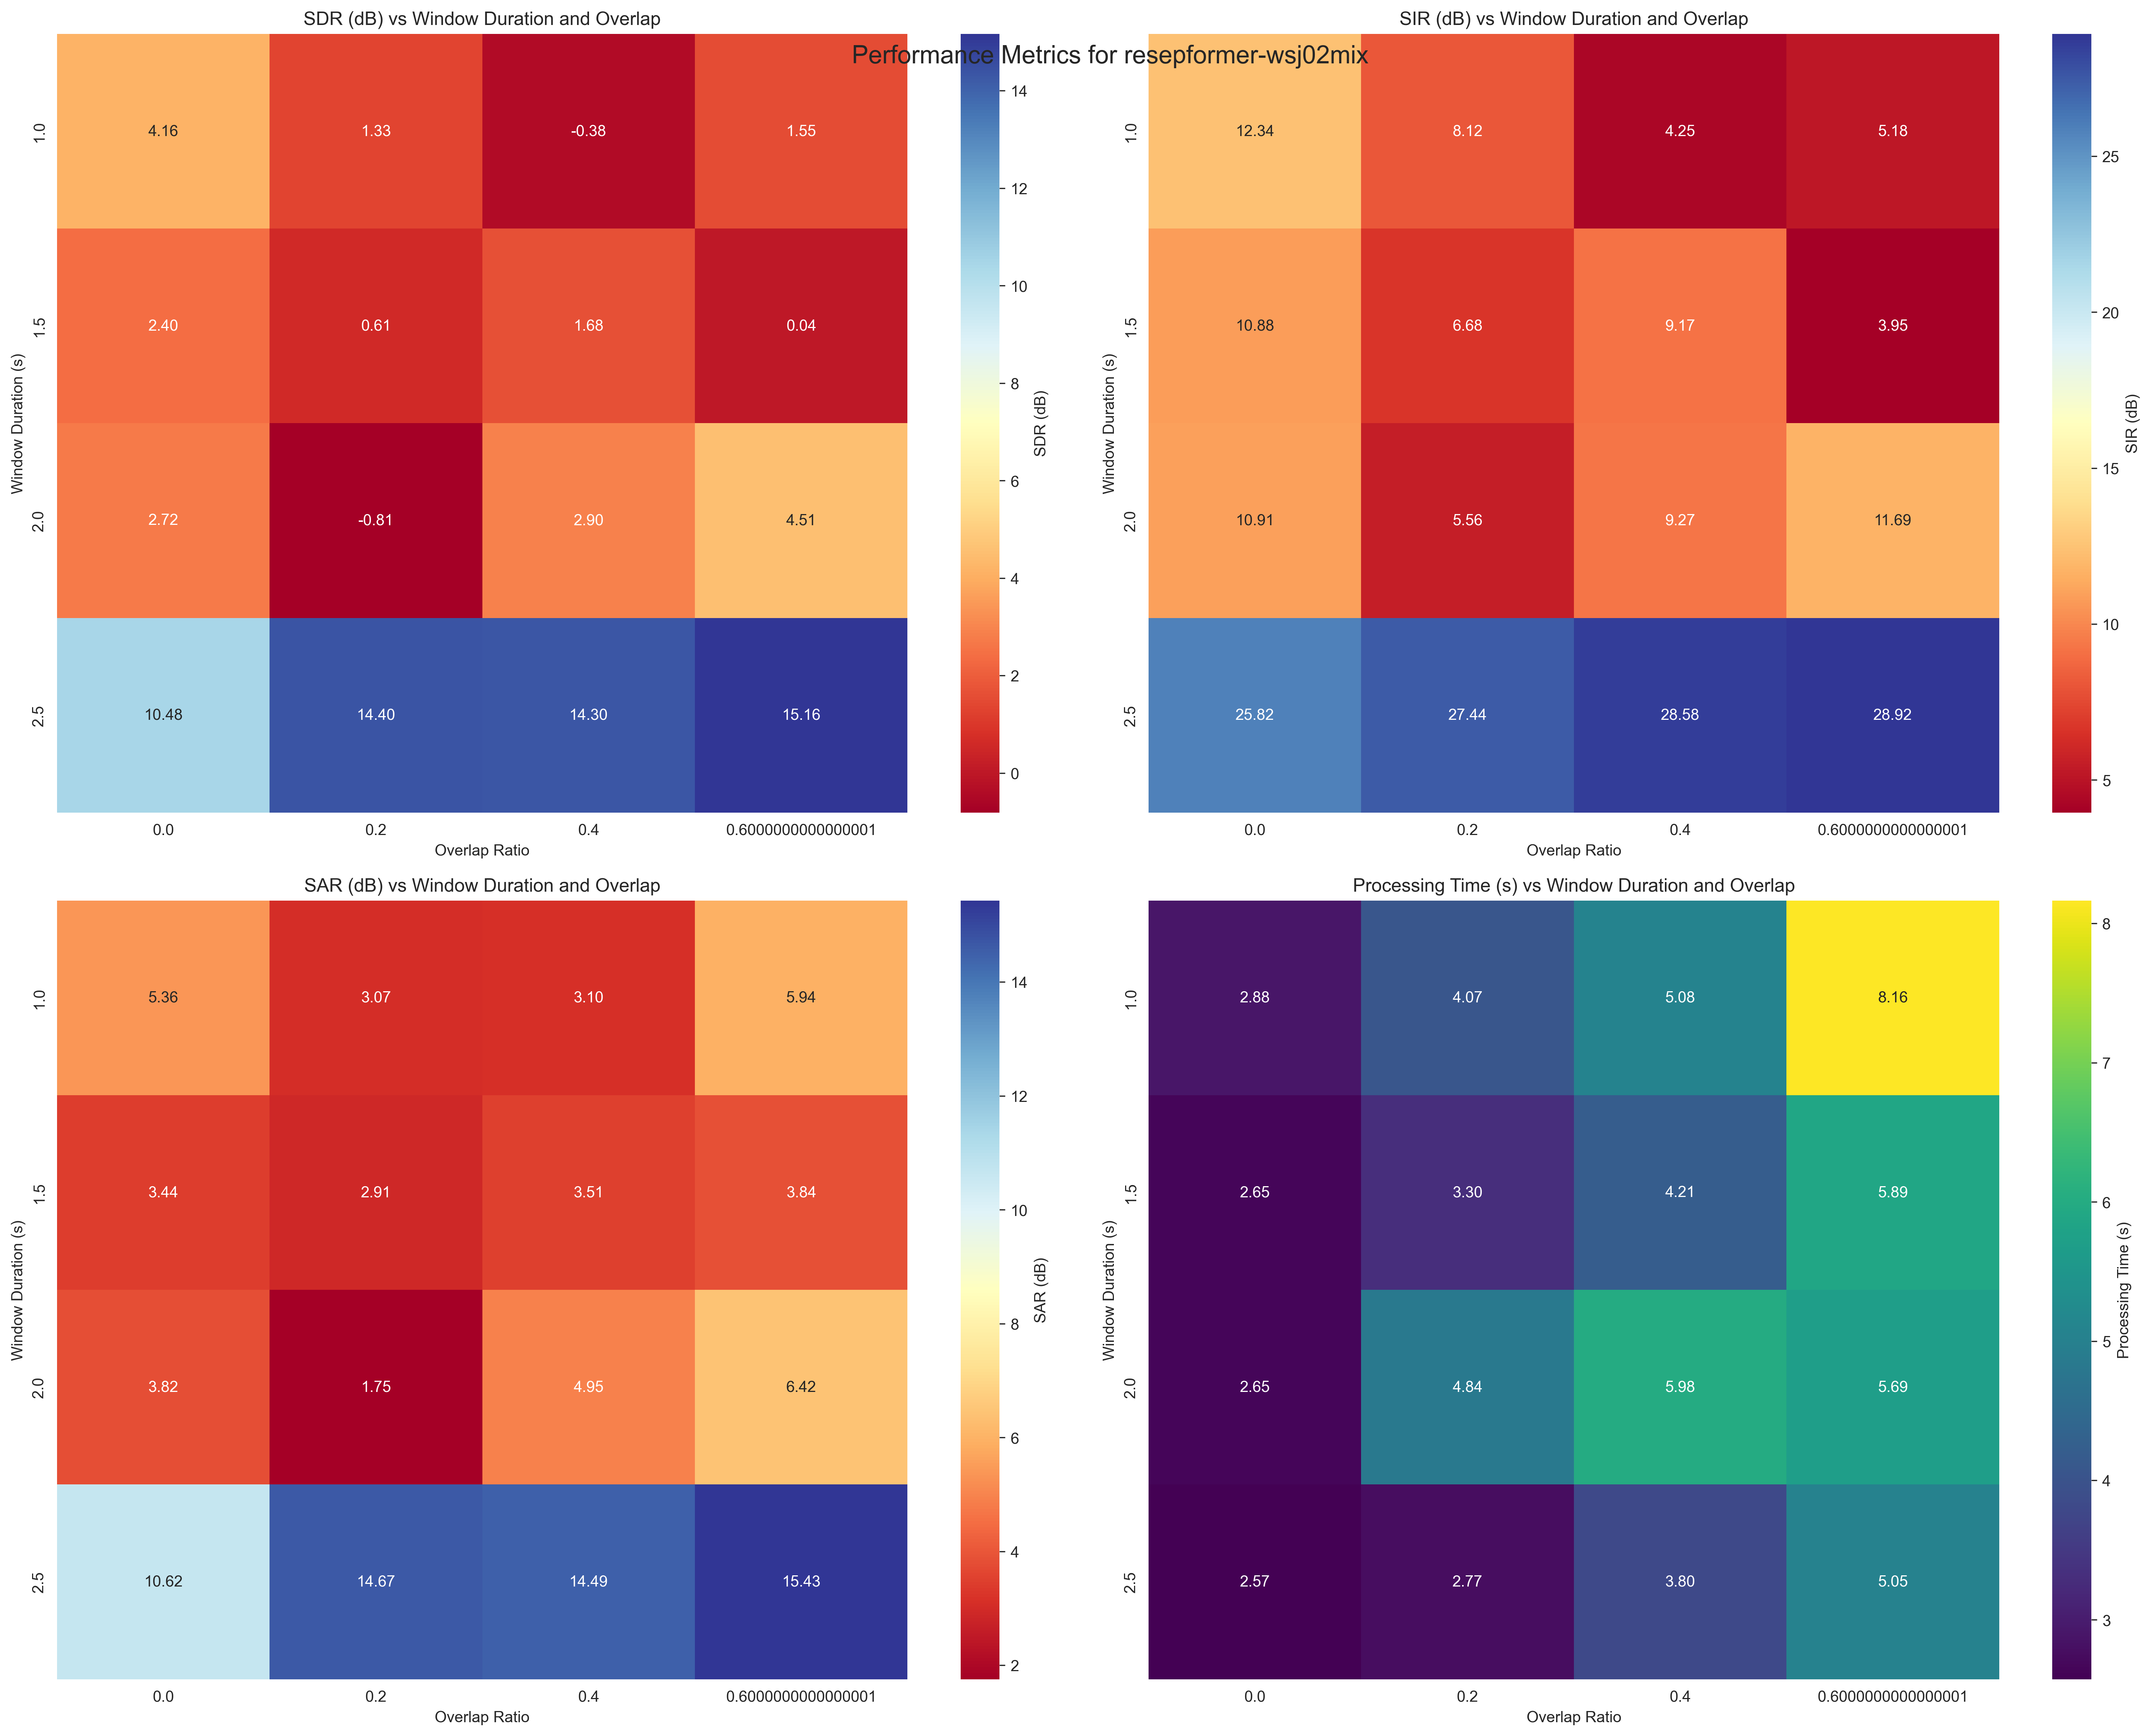 SDR (dB) vs Window Duration and Overlap
SIR (dB) vs Window Duration and Overlap
Performance Metrics for resepformer-wsj02mix
Window Duration (s)
1.0
4.16 1.33 -0.38 1.55
1.5
2.40 0.61 1.68 0.04
2.0
2.72 -0.81 2.90 4.51
2.5
10.48 14.40 14.30 15.16
0.0 0.2 0.4 0.6000000000000001
Overlap Ratio
14
12
10
8
6
4
2
0
SDR (dB)
Window Duration (s)
1.0
12.34 8.12 4.25 5.18
1.5
10.88 6.68 9.17 3.95
2.0
10.91 5.56 9.27 11.69
2.5
25.82 27.44 28.58 28.92
0.0 0.2 0.4 0.6000000000000001
Overlap Ratio
25
20
15
10
5
SIR (dB)
SAR (dB) vs Window Duration and Overlap
Window Duration (s)
1.0
5.36 3.07 3.10 5.94
1.5
3.44 2.91 3.51 3.84
2.0
3.82 1.75 4.95 6.42
2.5
10.62 14.67 14.49 15.43
0.0 0.2 0.4 0.6000000000000001
Overlap Ratio
14
12
10
8
6
4
2
SAR (dB)
Processing Time (s) vs Window Duration and Overlap
Window Duration (s)
1.0
2.88 4.07 5.08 8.16
1.5
2.65 3.30 4.21 5.89
2.0
2.65 4.84 5.98 5.69
2.5
2.57 2.77 3.80 5.05
0.0 0.2 0.4 0.6000000000000001
Overlap Ratio
8
7
6
5
4
3
Processing Time (s)